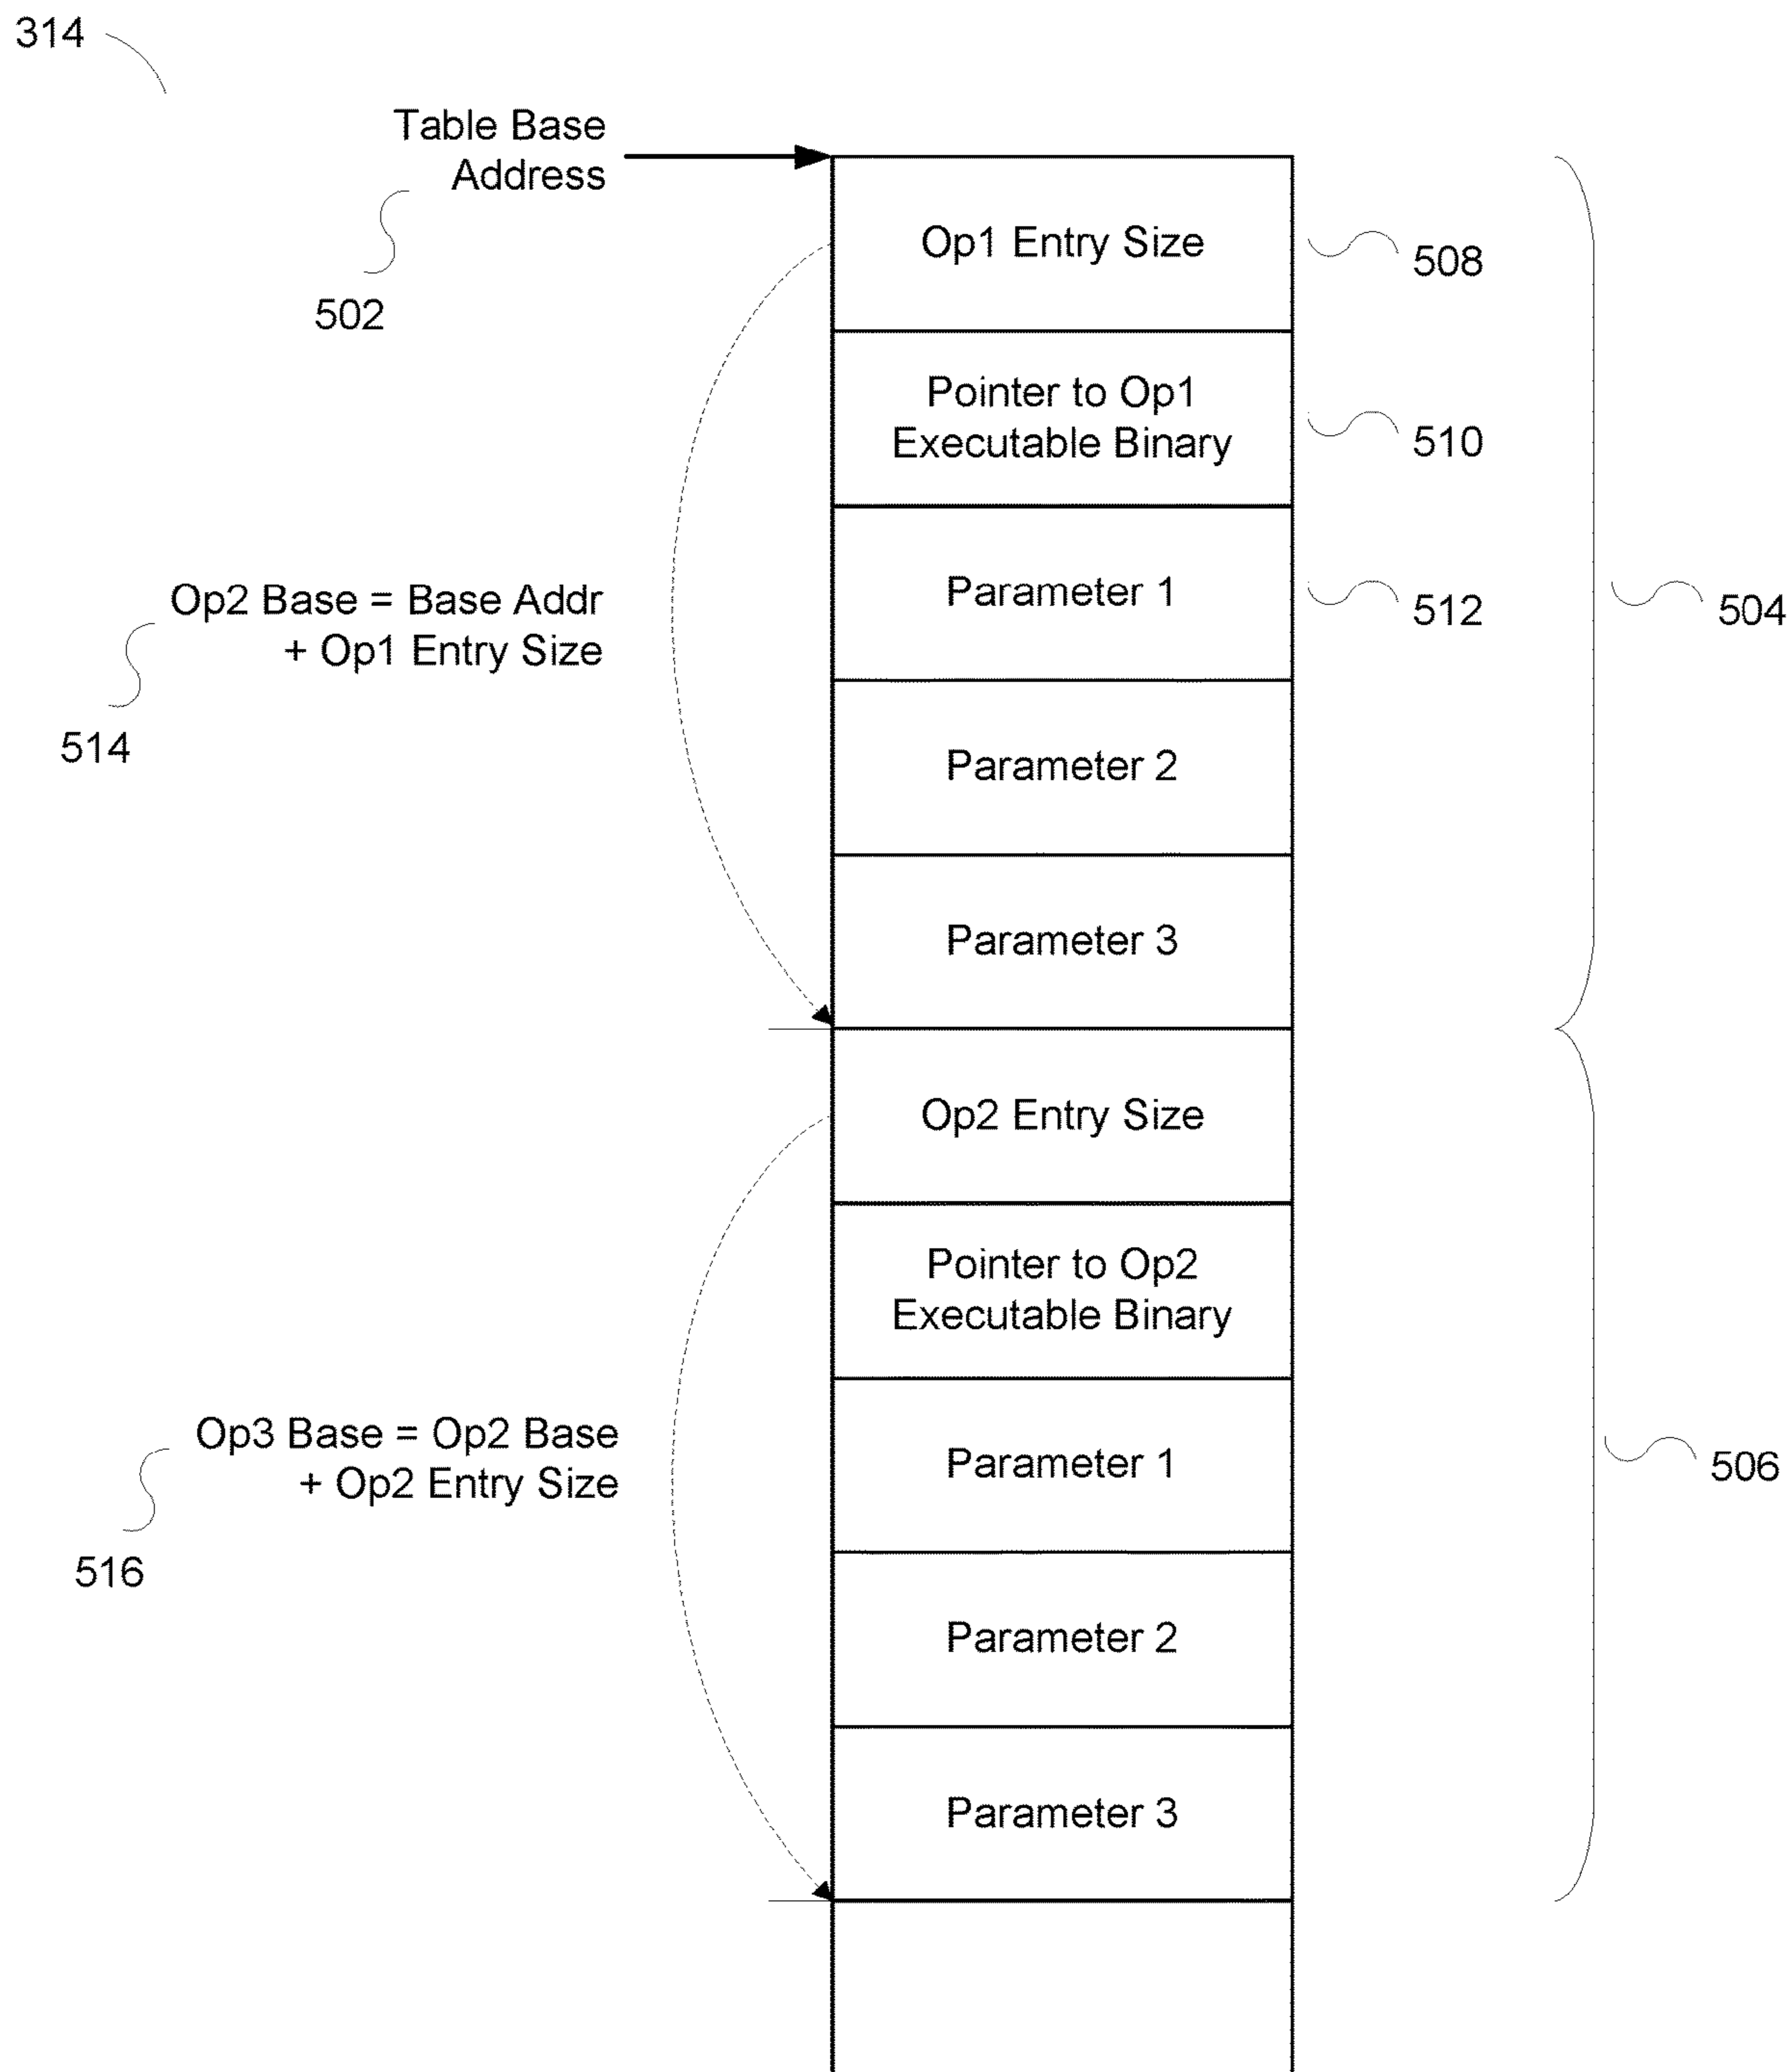 314
Table Base
Address
502
Op1 Entry Size
508
Pointer to Op1
Executable Binary
510
Parameter 1
512
504
Op2 Base = Base Addr
+ Op1 Entry Size
514
Parameter 2
Parameter 3
Op2 Entry Size
Pointer to Op2
Executable Binary
Op3 Base = Op2 Base
+ Op2 Entry Size
516
Parameter 1
506
Parameter 2
Parameter 3